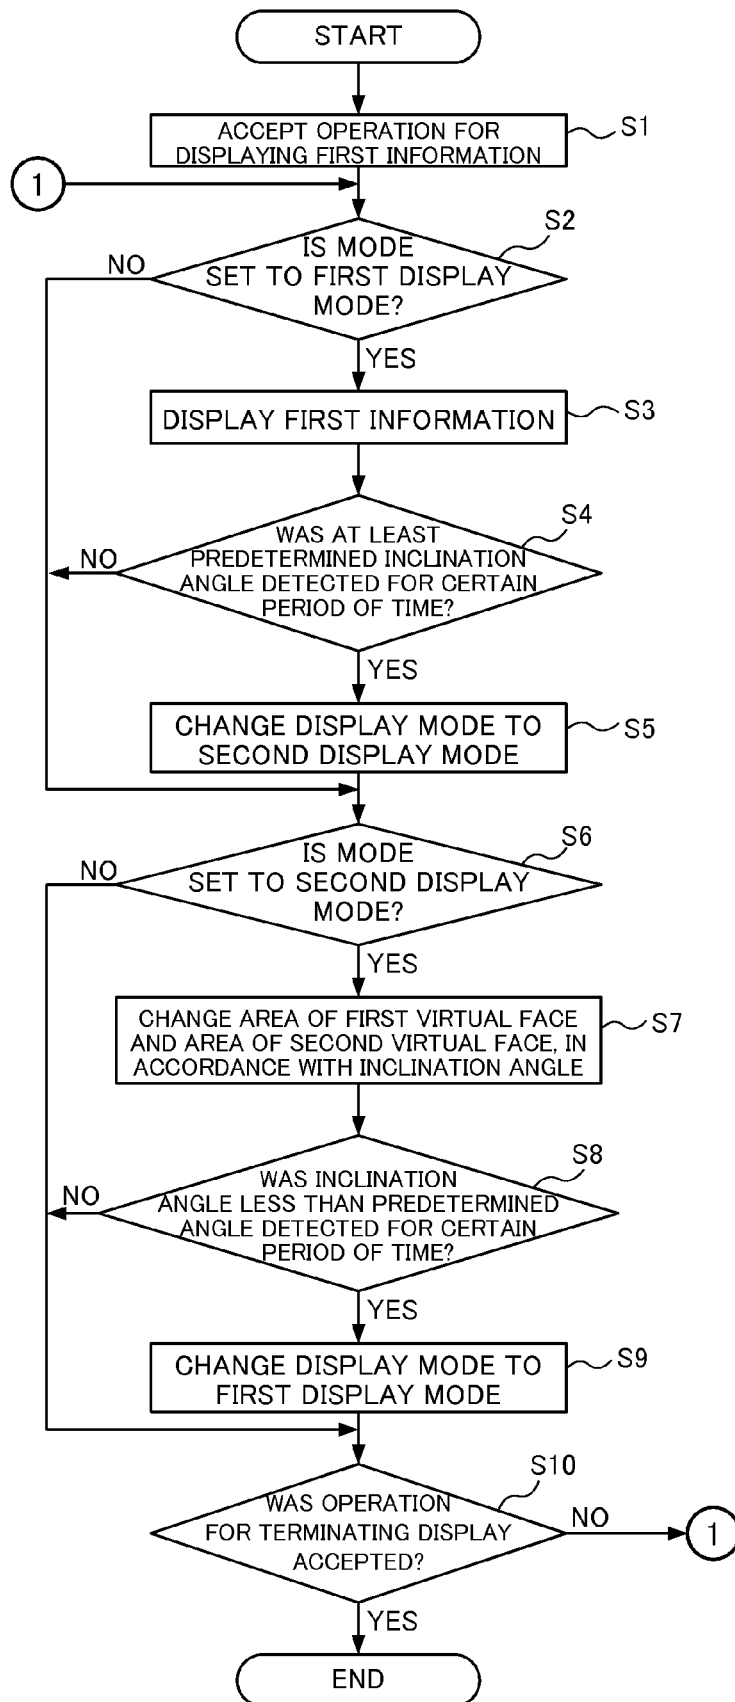 START
ACCEPT OPERATION FOR
DISPLAYING FIRST INFORMATION
S1
1
IS MODE
SET TO FIRST DISPLAY
MODE?
S2
NO
YES
DISPLAY FIRST INFORMATION
S3
WAS AT LEAST
PREDETERMINED INCLINATION
ANGLE DETECTED FOR CERTAIN
PERIOD OF TIME?
S4
NO
YES
CHANGE DISPLAY MODE TO
SECOND DISPLAY MODE
S5
IS MODE
SET TO SECOND DISPLAY
MODE?
S6
NO
YES
CHANGE AREA OF FIRST VIRTUAL FACE
AND AREA OF SECOND VIRTUAL FACE, IN
ACCORDANCE WITH INCLINATION ANGLE
S7
WAS INCLINATION
ANGLE LESS THAN PREDETERMINED
ANGLE DETECTED FOR CERTAIN
PERIOD OF TIME?
S8
NO
YES
CHANGE DISPLAY MODE TO
FIRST DISPLAY MODE
S9
WAS OPERATION
FOR TERMINATING DISPLAY
ACCEPTED?
S10
NO
1
YES
END